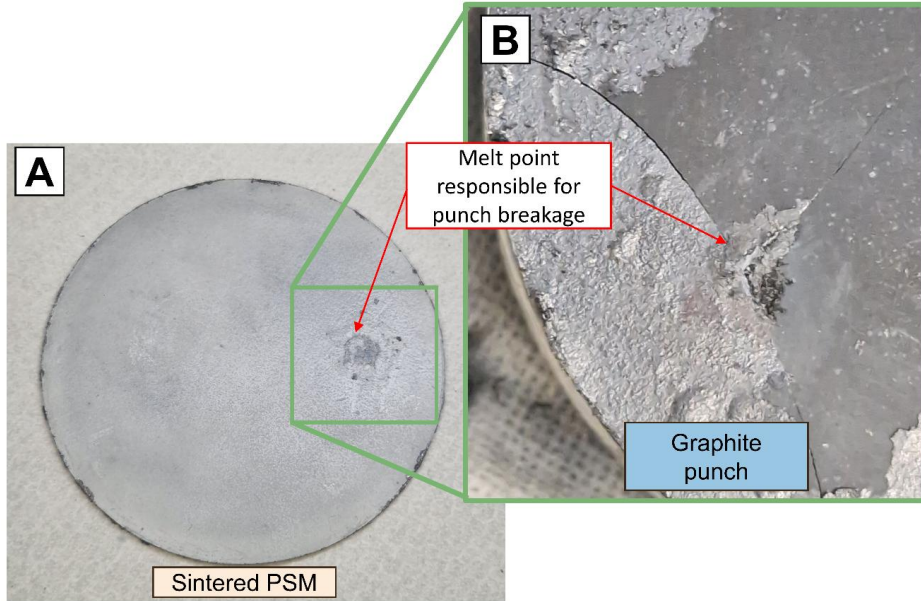 A
B
Melt point
responsible for
punch breakage
Graphite
punch
Sintered PSM